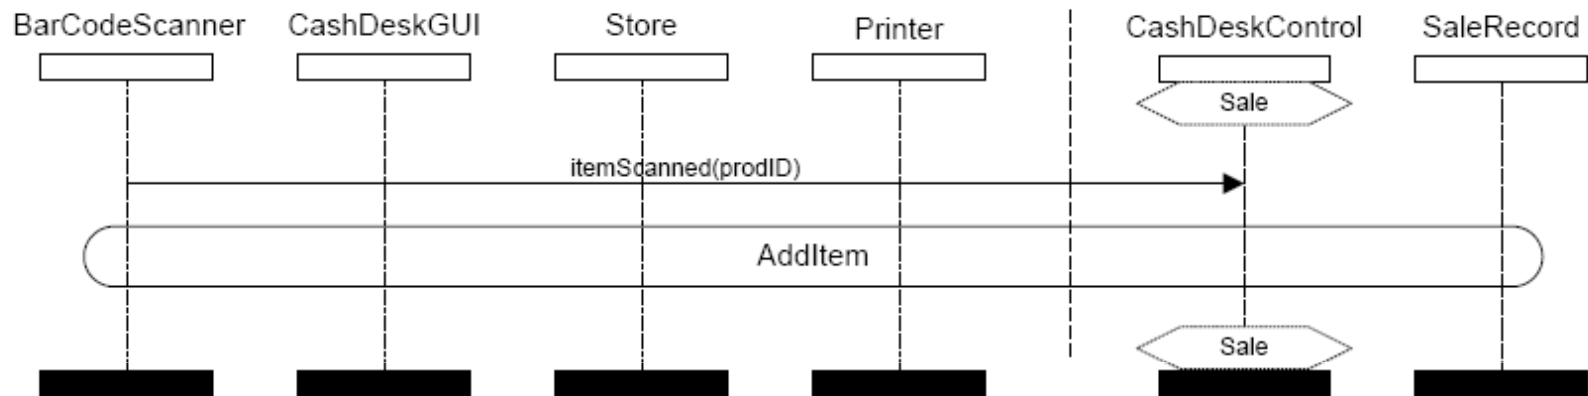 BarCodeScanner
CashDeskGUI
Store
Printer
CashDeskControl
SaleRecord
Sale
itemScanned(prodID)
AddItem
Sale